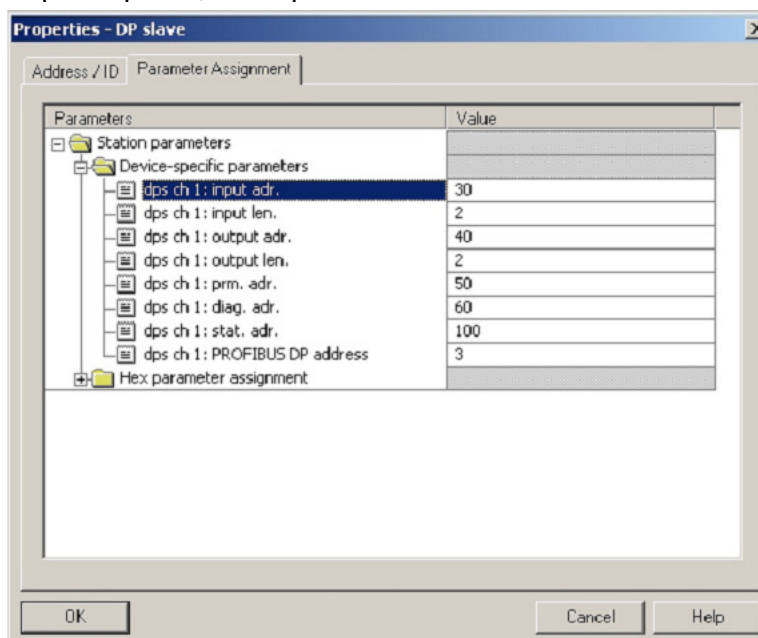 Properties - DP slave
Address / ID Parameter Assignment
Parameters Value
Station parameters
Device-specific parameters
dps ch 1: input adr. 30
dps ch 1: input len. 2
dps ch 1: output adr. 40
dps ch 1: output len. 2
dps ch 1: prm. adr. 50
dps ch 1: diag. adr. 60
dps ch 1: stat. adr. 100
dps ch 1: PROFIBUS DP address 3
Hex parameter assignment
OK Cancel Help